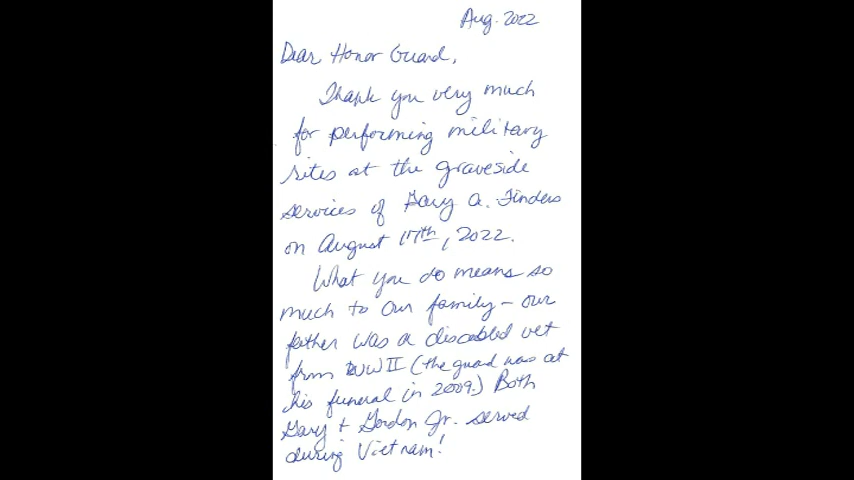 Aug. 2022
Dear Honor Guard,
Thank you very much
for performing military
rites at the graveside
services of Gary A. Finders
on August 17th, 2022.
What you do means so
much to our family - our
father was a disabled vet
from WWII (the guard was at
his funeral in 2009.) Both
Gary + Gordon Jr. served
during Vietnam!